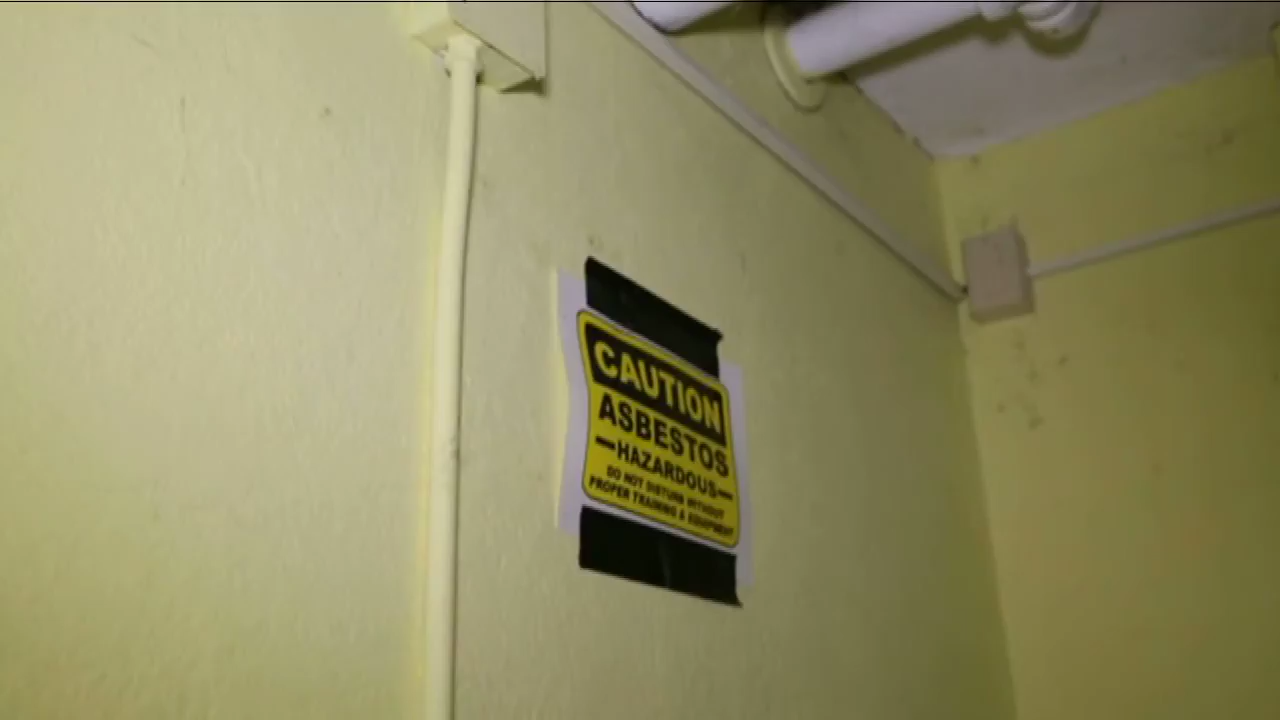 CAUTION
ASBESTOS
HAZARDOUS
DO NOT DISTURB WITHOUT
PROPER TRAINING & EQUIPMENT